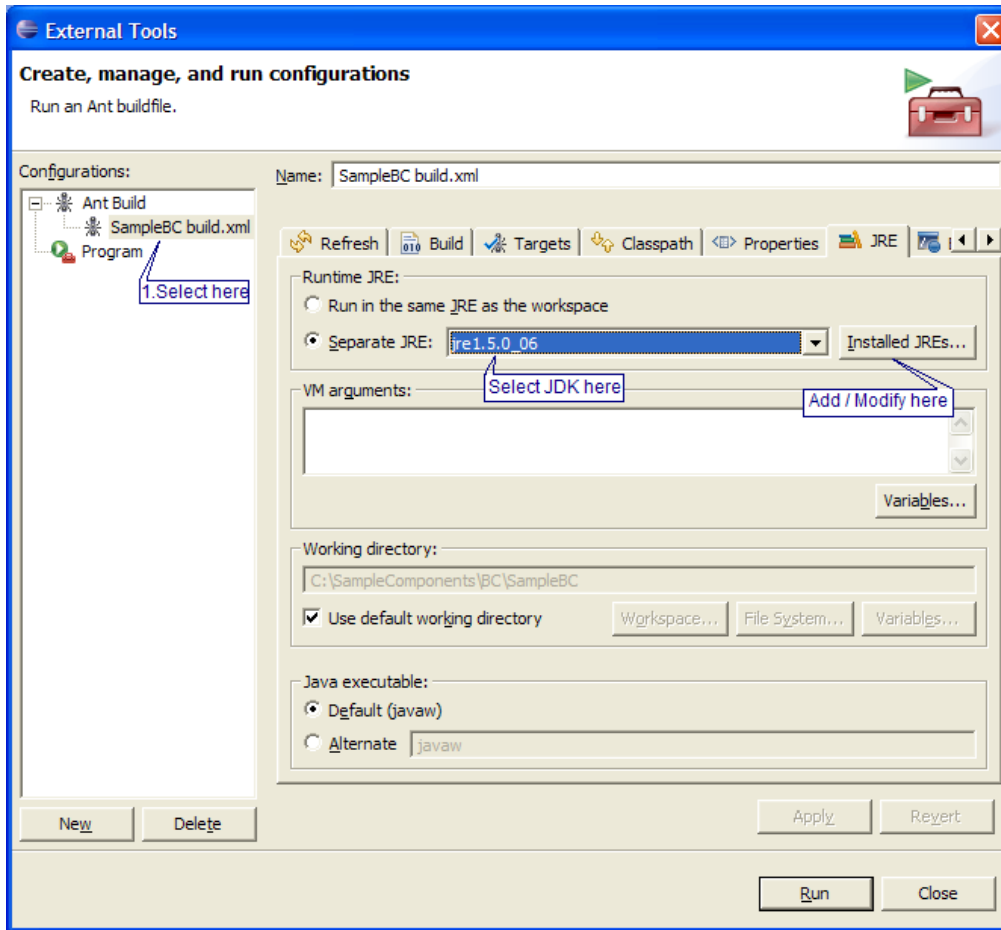 External Tools
Create, manage, and run configurations
Run an Ant buildfile.
Configurations:
Ant Build
SampleBC build.xml
Program
1.Select here
New
Delete
Name: SampleBC build.xml
Refresh Build Targets Classpath Properties JRE
Runtime JRE:
Run in the same JRE as the workspace
Separate JRE: jre1.5.0_06 Installed JREs...
Select JDK here
Add / Modify here
VM arguments:
Variables...
Working directory:
C:\SampleComponents\BC\SampleBC
Use default working directory Workspace... File System... Variables...
Java executable:
Default (javaw)
Alternate javaw
Apply Revert
Run Close